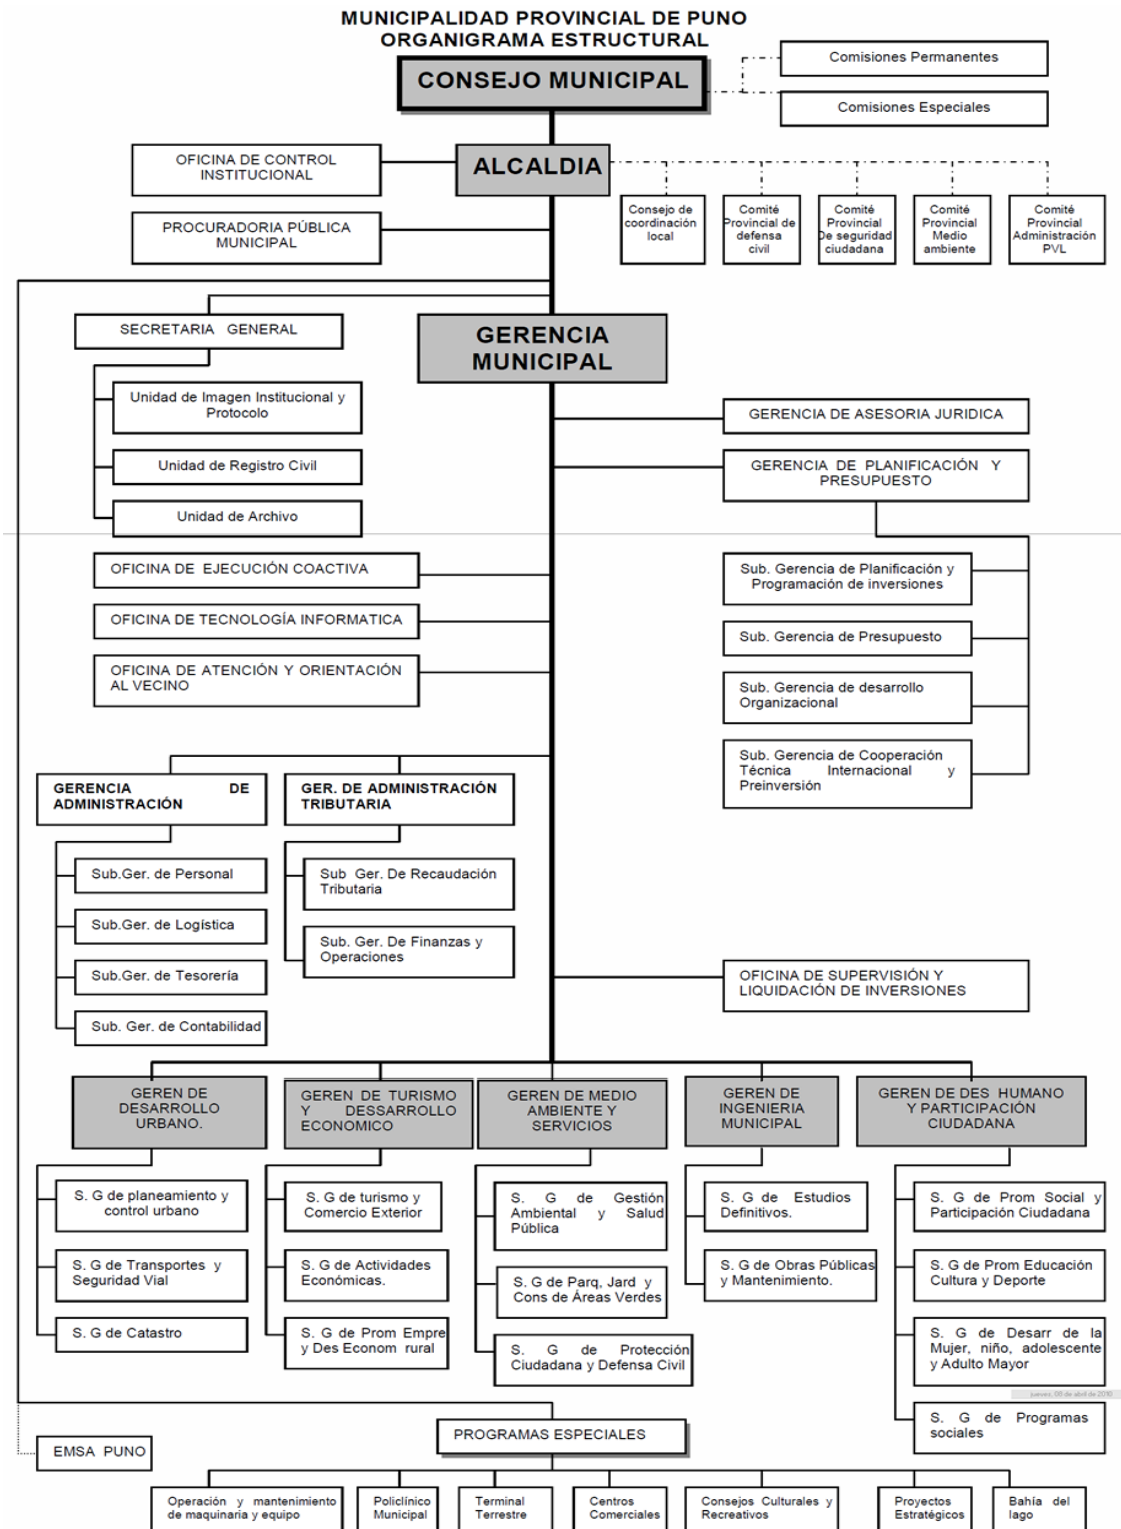 MUNICIPALIDAD PROVINCIAL DE PUNO
ORGANIGRAMA ESTRUCTURAL
CONSEJO MUNICIPAL
Comisiones Permanentes
Comisiones Especiales
OFICINA DE CONTROL
INSTITUCIONAL
ALCALDIA
PROCURADORIA PÚBLICA
MUNICIPAL
Consejo de
coordinación
local
Comité
Provincial de
defensa
civil
Comité
Provincial
De seguridad
ciudadana
Comité
Provincial
Medio
ambiente
Comité
Provincial
Administración
PVL
SECRETARIA GENERAL
GERENCIA
MUNICIPAL
Unidad de Imagen Institucional y
Protocolo
Unidad de Registro Civil
Unidad de Archivo
GERENCIA DE ASESORIA JURIDICA
GERENCIA DE PLANIFICACIÓN Y
PRESUPUESTO
OFICINA DE EJECUCIÓN COACTIVA
OFICINA DE TECNOLOGÍA INFORMATICA
OFICINA DE ATENCIÓN Y ORIENTACIÓN
AL VECINO
Sub. Gerencia de Planificación y
Programación de inversiones
Sub. Gerencia de Presupuesto
Sub. Gerencia de desarrollo
Organizacional
Sub. Gerencia de Cooperación
Técnica Internacional y
Preinversión
GERENCIA DE
ADMINISTRACIÓN
GER. DE ADMINISTRACIÓN
TRIBUTARIA
Sub.Ger. de Personal
Sub.Ger. de Logística
Sub.Ger. de Tesorería
Sub. Ger. de Contabilidad
Sub Ger. De Recaudación
Tributaria
Sub. Ger. De Finanzas y
Operaciones
OFICINA DE SUPERVISIÓN Y
LIQUIDACIÓN DE INVERSIONES
GEREN DE
DESARROLLO
URBANO.
GEREN DE TURISMO
Y DESSARROLLO
ECONOMICO
GEREN DE MEDIO
AMBIENTE Y
SERVICIOS
GEREN DE
INGENIERIA
MUNICIPAL
GEREN DE DES HUMANO
Y PARTICIPACIÓN
CIUDADANA
S. G de planeamiento y
control urbano
S. G de Transportes y
Seguridad Vial
S. G de Catastro
S. G de turismo y
Comercio Exterior
S. G de Actividades
Económicas.
S. G de Prom Empre
y Des Econom rural
S. G de Gestión
Ambiental y Salud
Pública
S. G de Parq, Jard y
Cons de Áreas Verdes
S. G de Protección
Ciudadana y Defensa Civil
S. G de Estudios
Definitivos.
S. G de Obras Públicas
y Mantenimiento.
S. G de Prom Social y
Participación Ciudadana
S. G de Prom Educación
Cultura y Deporte
S. G de Desarr de la
Mujer, niño, adolescente
y Adulto Mayor
jueves, 08 de abril de 2010
S. G de Programas
sociales
EMSA PUNO
PROGRAMAS ESPECIALES
Operación y mantenimiento
de maquinaria y equipo
Policlínico
Municipal
Terminal
Terrestre
Centros
Comerciales
Consejos Culturales y
Recreativos
Proyectos
Estratégicos
Bahía del
lago